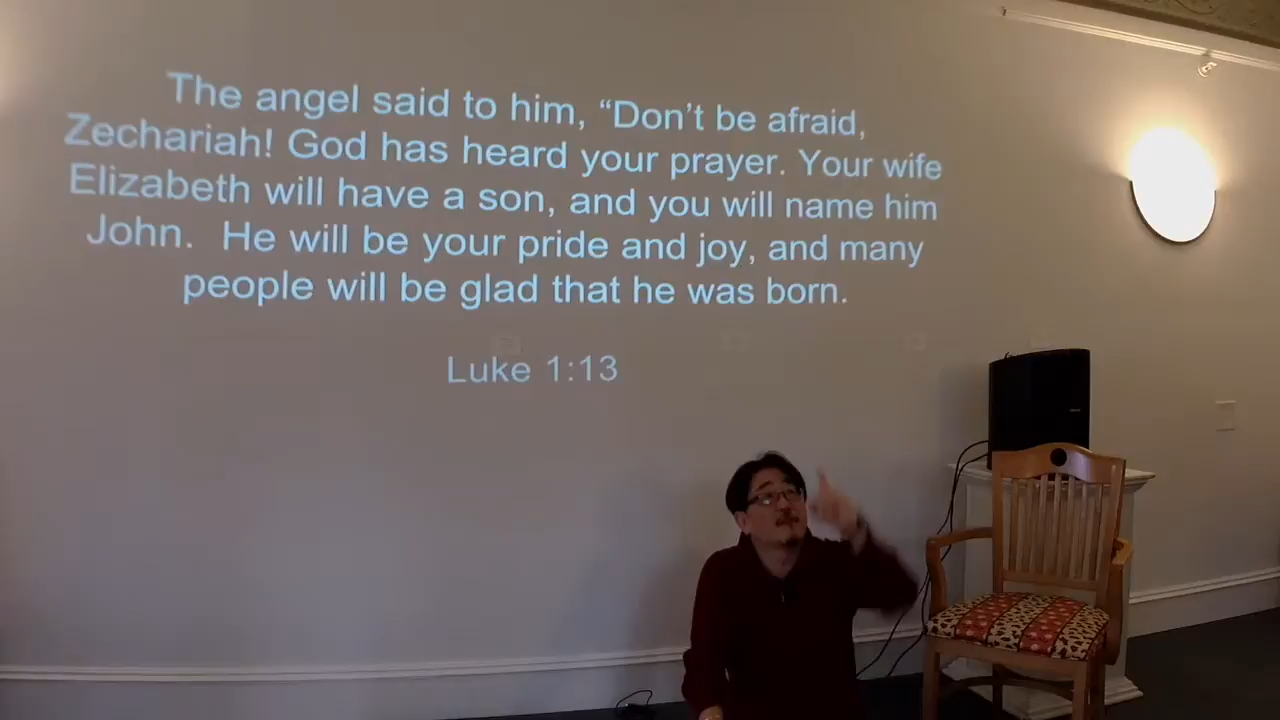 The angel said to him, “Don’t be afraid,
Zechariah! God has heard your prayer. Your wife
Elizabeth will have a son, and you will name him
John. He will be your pride and joy, and many
people will be glad that he was born.
Luke 1:13